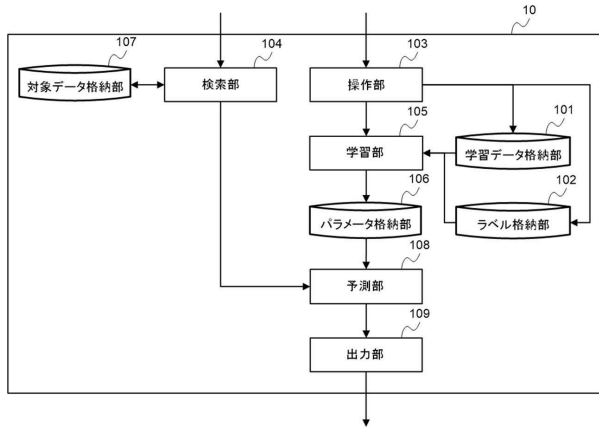 10
107
104
103
対象データ格納部
検索部
操作部
105
101
学習部
学習データ格納部
106
102
パラメータ格納部
ラベル格納部
108
予測部
109
出力部